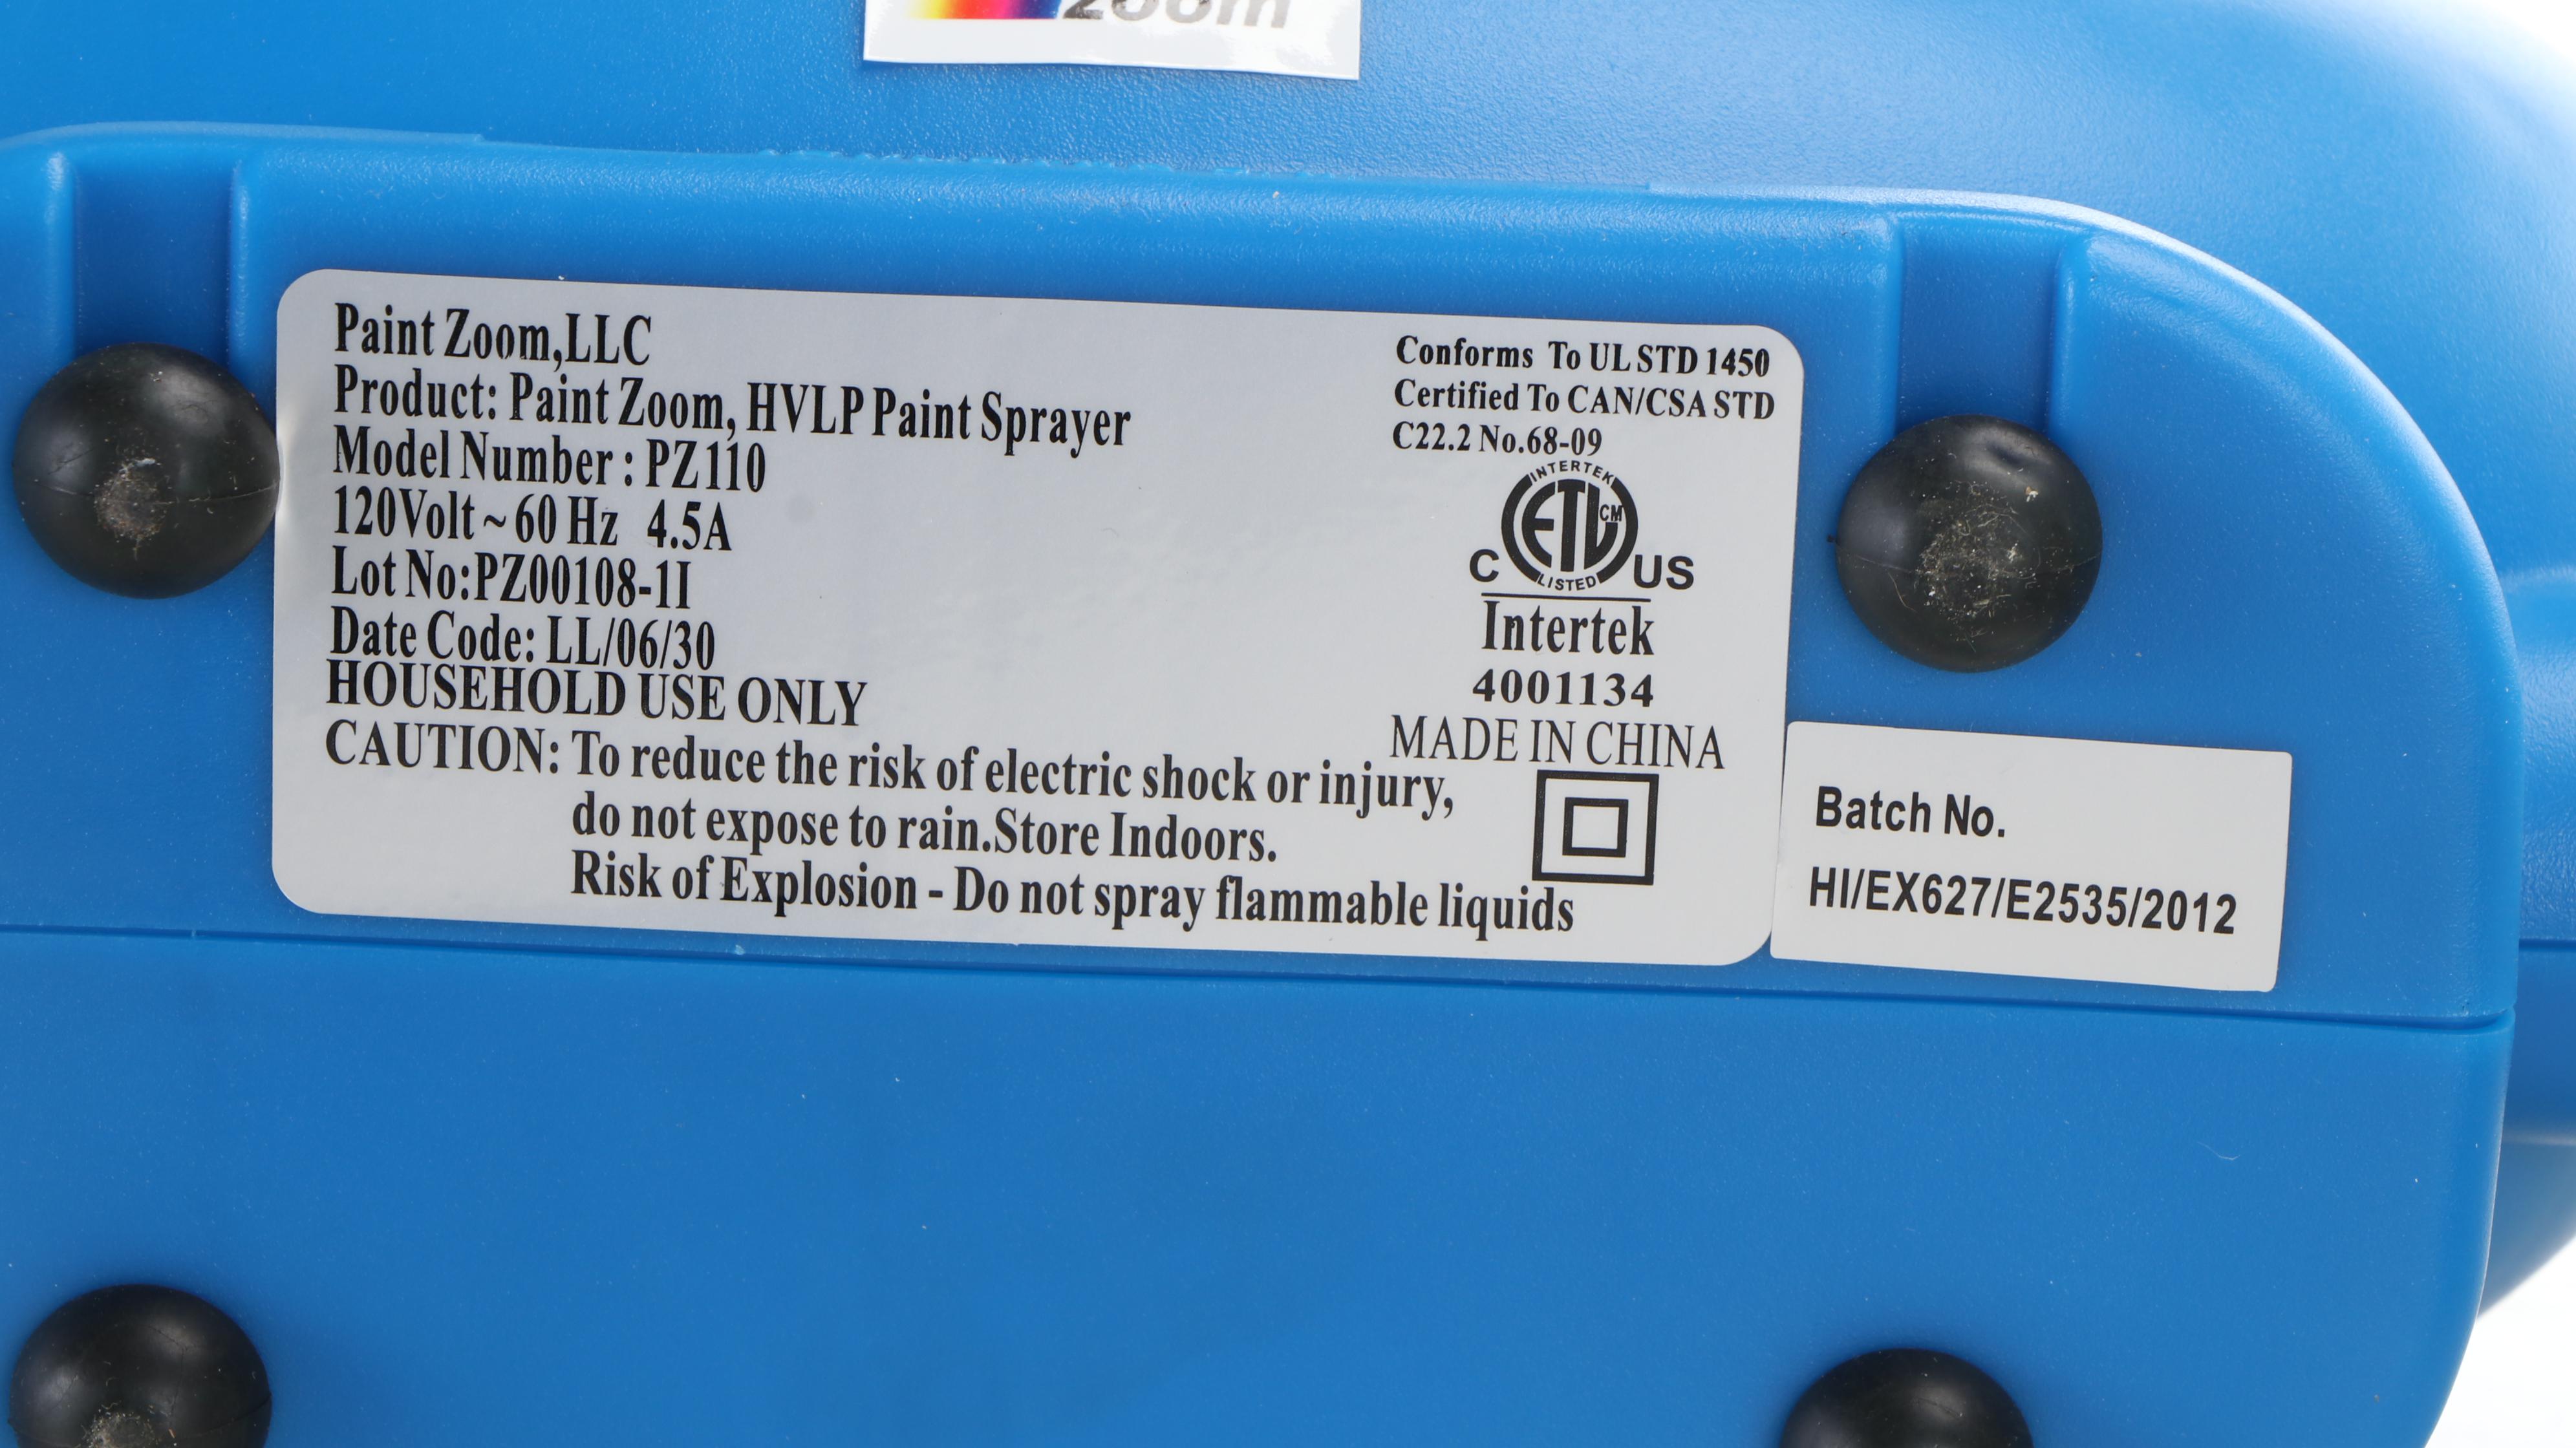 zoom
Paint Zoom,LLC
Product: Paint Zoom, HVLP Paint Sprayer
Model Number : PZ110
120Volt ~ 60 Hz 4.5A
Lot No:PZ00108-1I
Date Code: LL/06/30
HOUSEHOLD USE ONLY
CAUTION: To reduce the risk of electric shock or injury,
do not expose to rain.Store Indoors.
Risk of Explosion - Do not spray flammable liquids
Conforms To UL STD 1450
Certified To CAN/CSA STD
C22.2 No.68-09
INTERTEK
ETL CM
LISTED
C US
Intertek
4001134
MADE IN CHINA
Batch No.
HI/EX627/E2535/2012